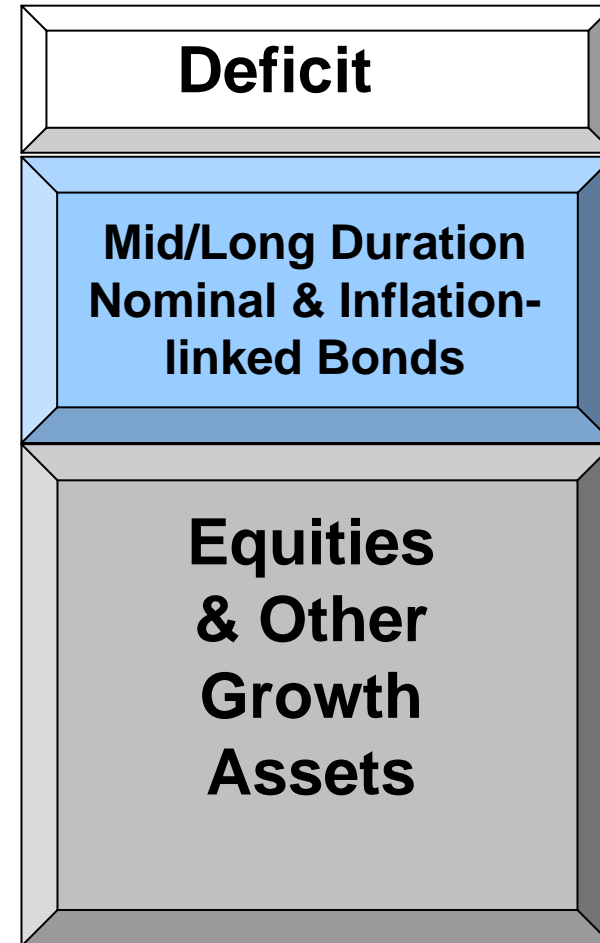 Deficit
Mid/Long Duration
Nominal & Inflation-
linked Bonds
Equities
& Other
Growth
Assets